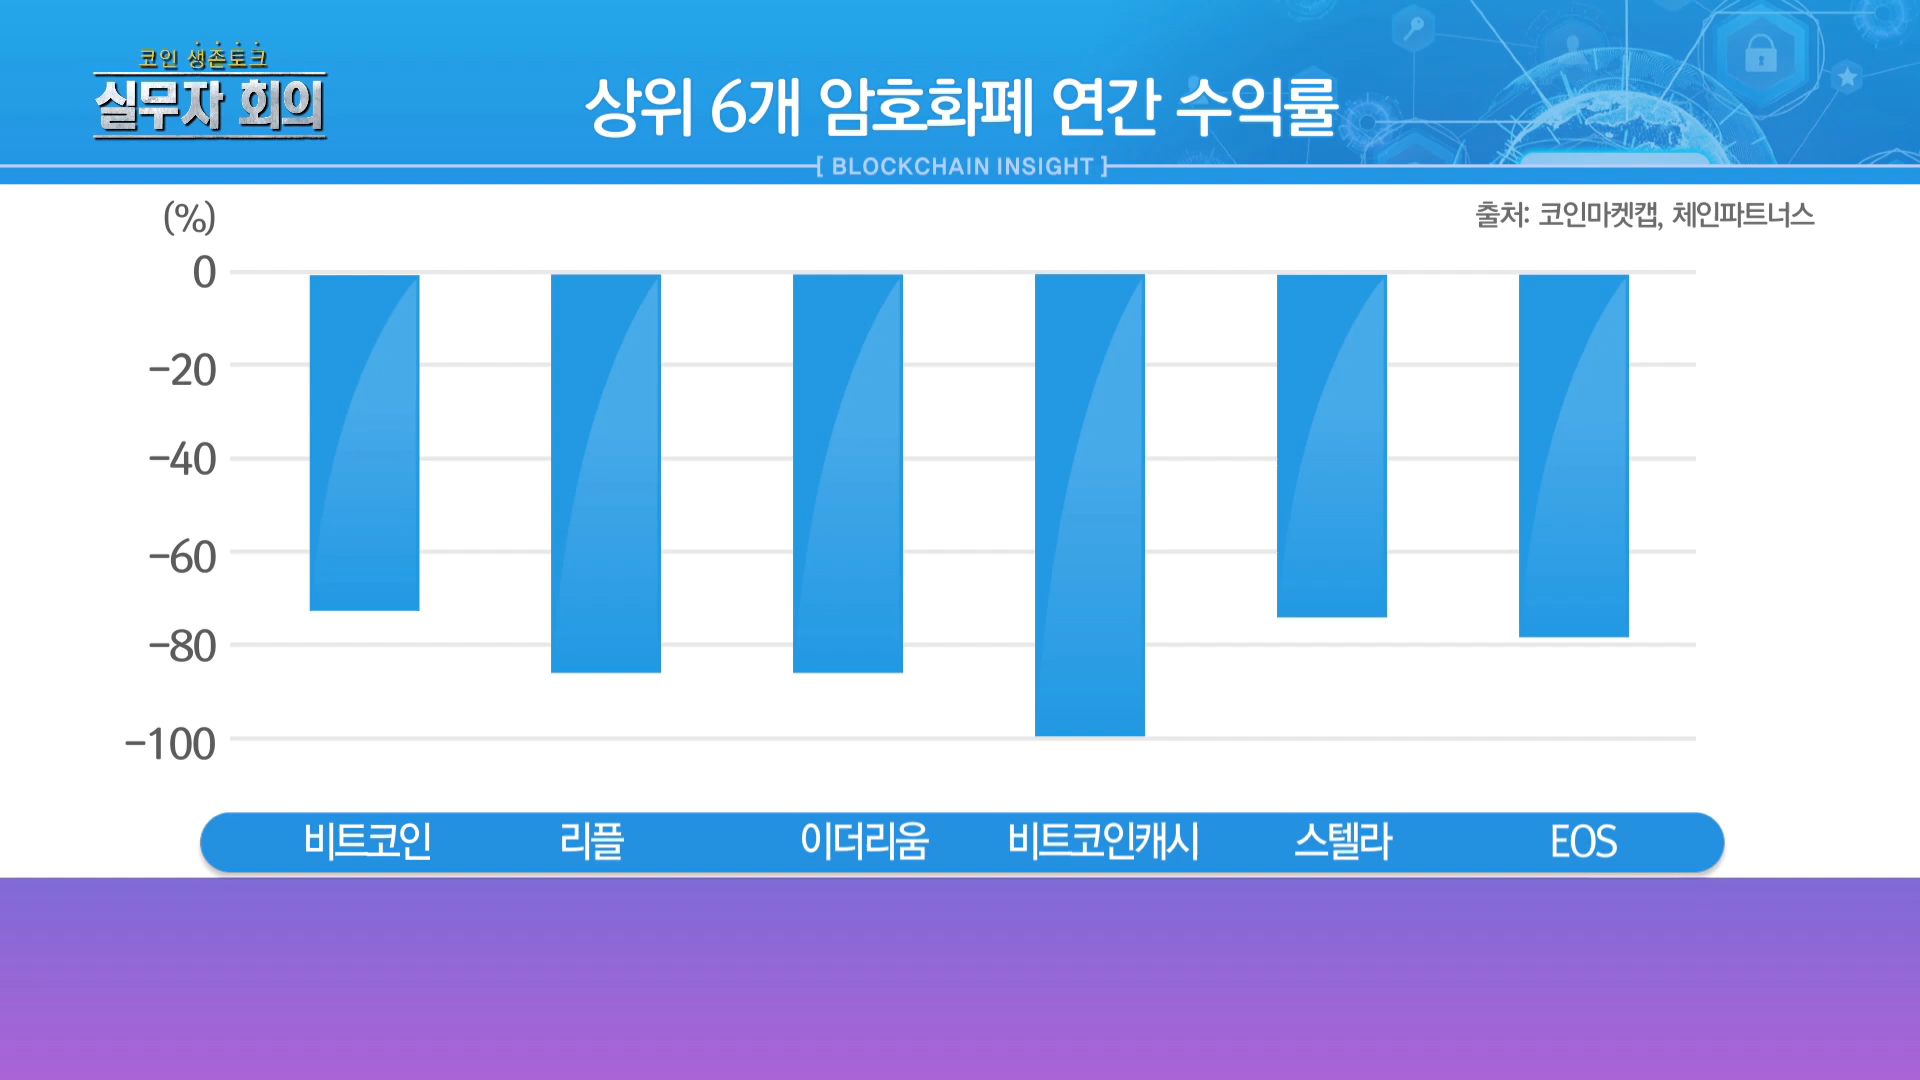 코인 생존토크
실무자 회의
상위 6개 암호화폐 연간 수익률
[ BLOCKCHAIN INSIGHT ]
(%)
출처: 코인마켓캡, 체인파트너스
0
-20
-40
-60
-80
-100
비트코인 리플 이더리움 비트코인캐시 스텔라 EOS